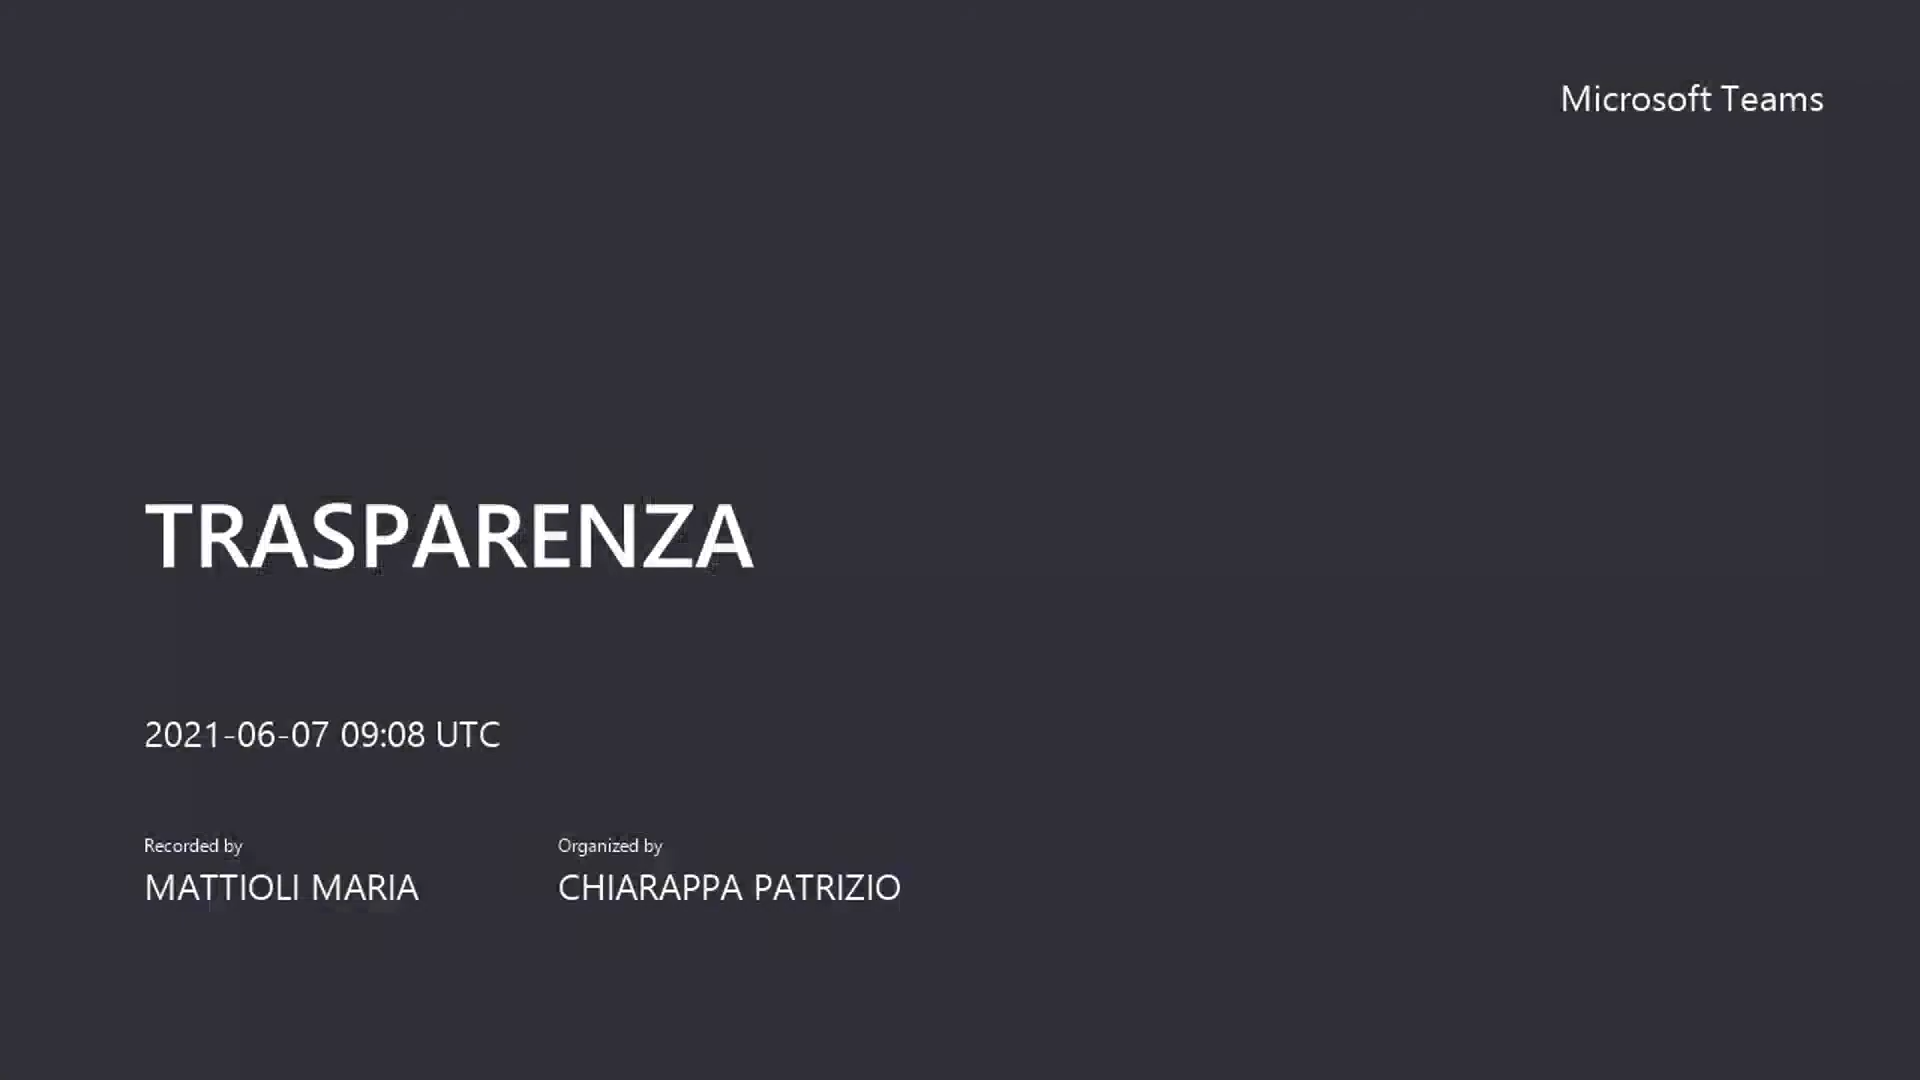 Microsoft Teams
TRASPARENZA
2021-06-07 09:08 UTC
Recorded by
MATTIOLI MARIA
Organized by
CHIARAPPA PATRIZIO